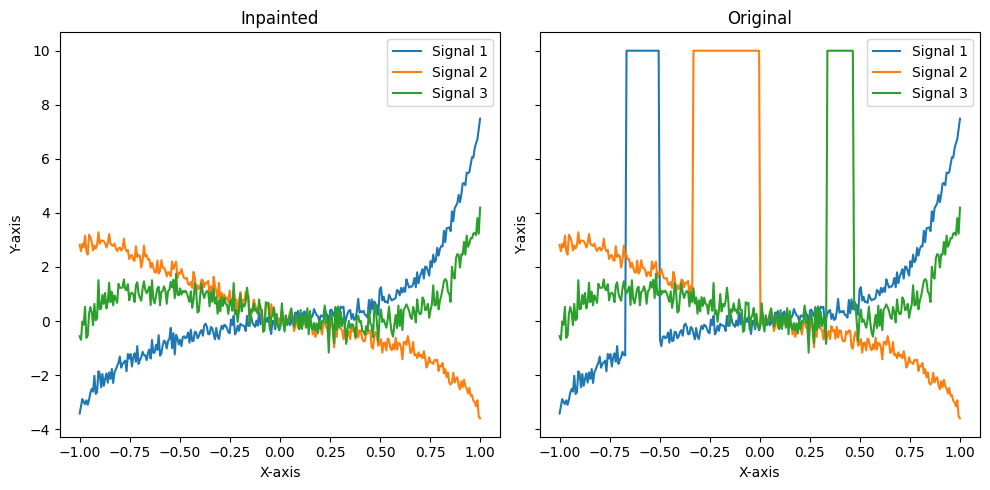 Inpainted
Signal 1
Signal 2
Signal 3
Y-axis
10
8
6
4
2
0
−2
−4
−1.00 −0.75 −0.50 −0.25 0.00 0.25 0.50 0.75 1.00
X-axis
Original
Signal 1
Signal 2
Signal 3
Y-axis
−1.00 −0.75 −0.50 −0.25 0.00 0.25 0.50 0.75 1.00
X-axis